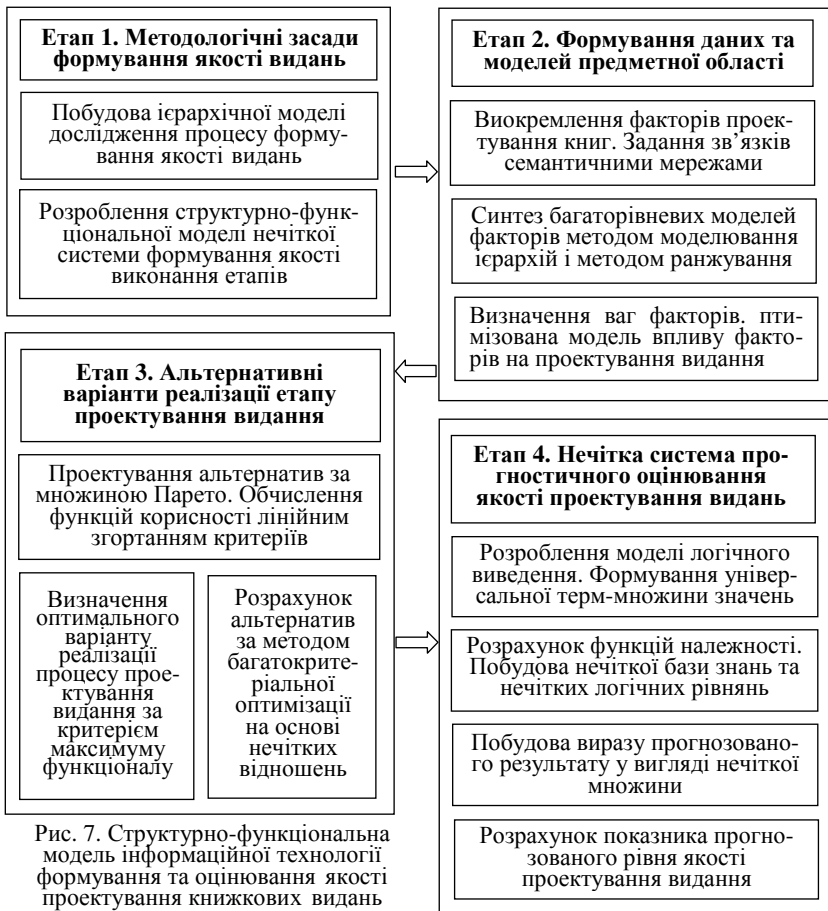 Етап 1. Методологічні засади
формування якості видань
Побудова ієрархічної моделі
дослідження процесу форму-
вання якості видань
Розроблення структурно-функ-
ціональної моделі нечіткої
системи формування якості
виконання етапів
Етап 2. Формування даних та
моделей предметної області
Виокремлення факторів проек-
тування книг. Задання зв’язків
семантичними мережами
Синтез багаторівневих моделей
факторів методом моделювання
ієрархій і методом ранжування
Визначення ваг факторів. пти-
мізована модель впливу факто-
рів на проектування видання
Етап 3. Альтернативні
варіанти реалізації етапу
проектування видання
Проектування альтернатив за
множиною Парето. Обчислення
функцій корисності лінійним
згортанням критеріїв
Визначення
оптимального
варіанту
реалізації
процесу прое-
ктування
видання за
критерієм
максимуму
функціоналу
Розрахунок
альтернатив
за методом
багатокрите-
ріальної
оптимізації
на основі
нечітких
відношень
Етап 4. Нечітка система про-
гностичного оцінювання
якості проектування видань
Розроблення моделі логічного
виведення. Формування універ-
сальної терм-множини значень
Розрахунок функцій належності.
Побудова нечіткої бази знань та
нечітких логічних рівнянь
Побудова виразу прогнозовано-
го результату у вигляді нечіткої
множини
Розрахунок показника прогно-
зованого рівня якості
проектування видання
Рис. 7. Структурно-функціональна
модель інформаційної технології
формування та оцінювання якості
проектування книжкових видань